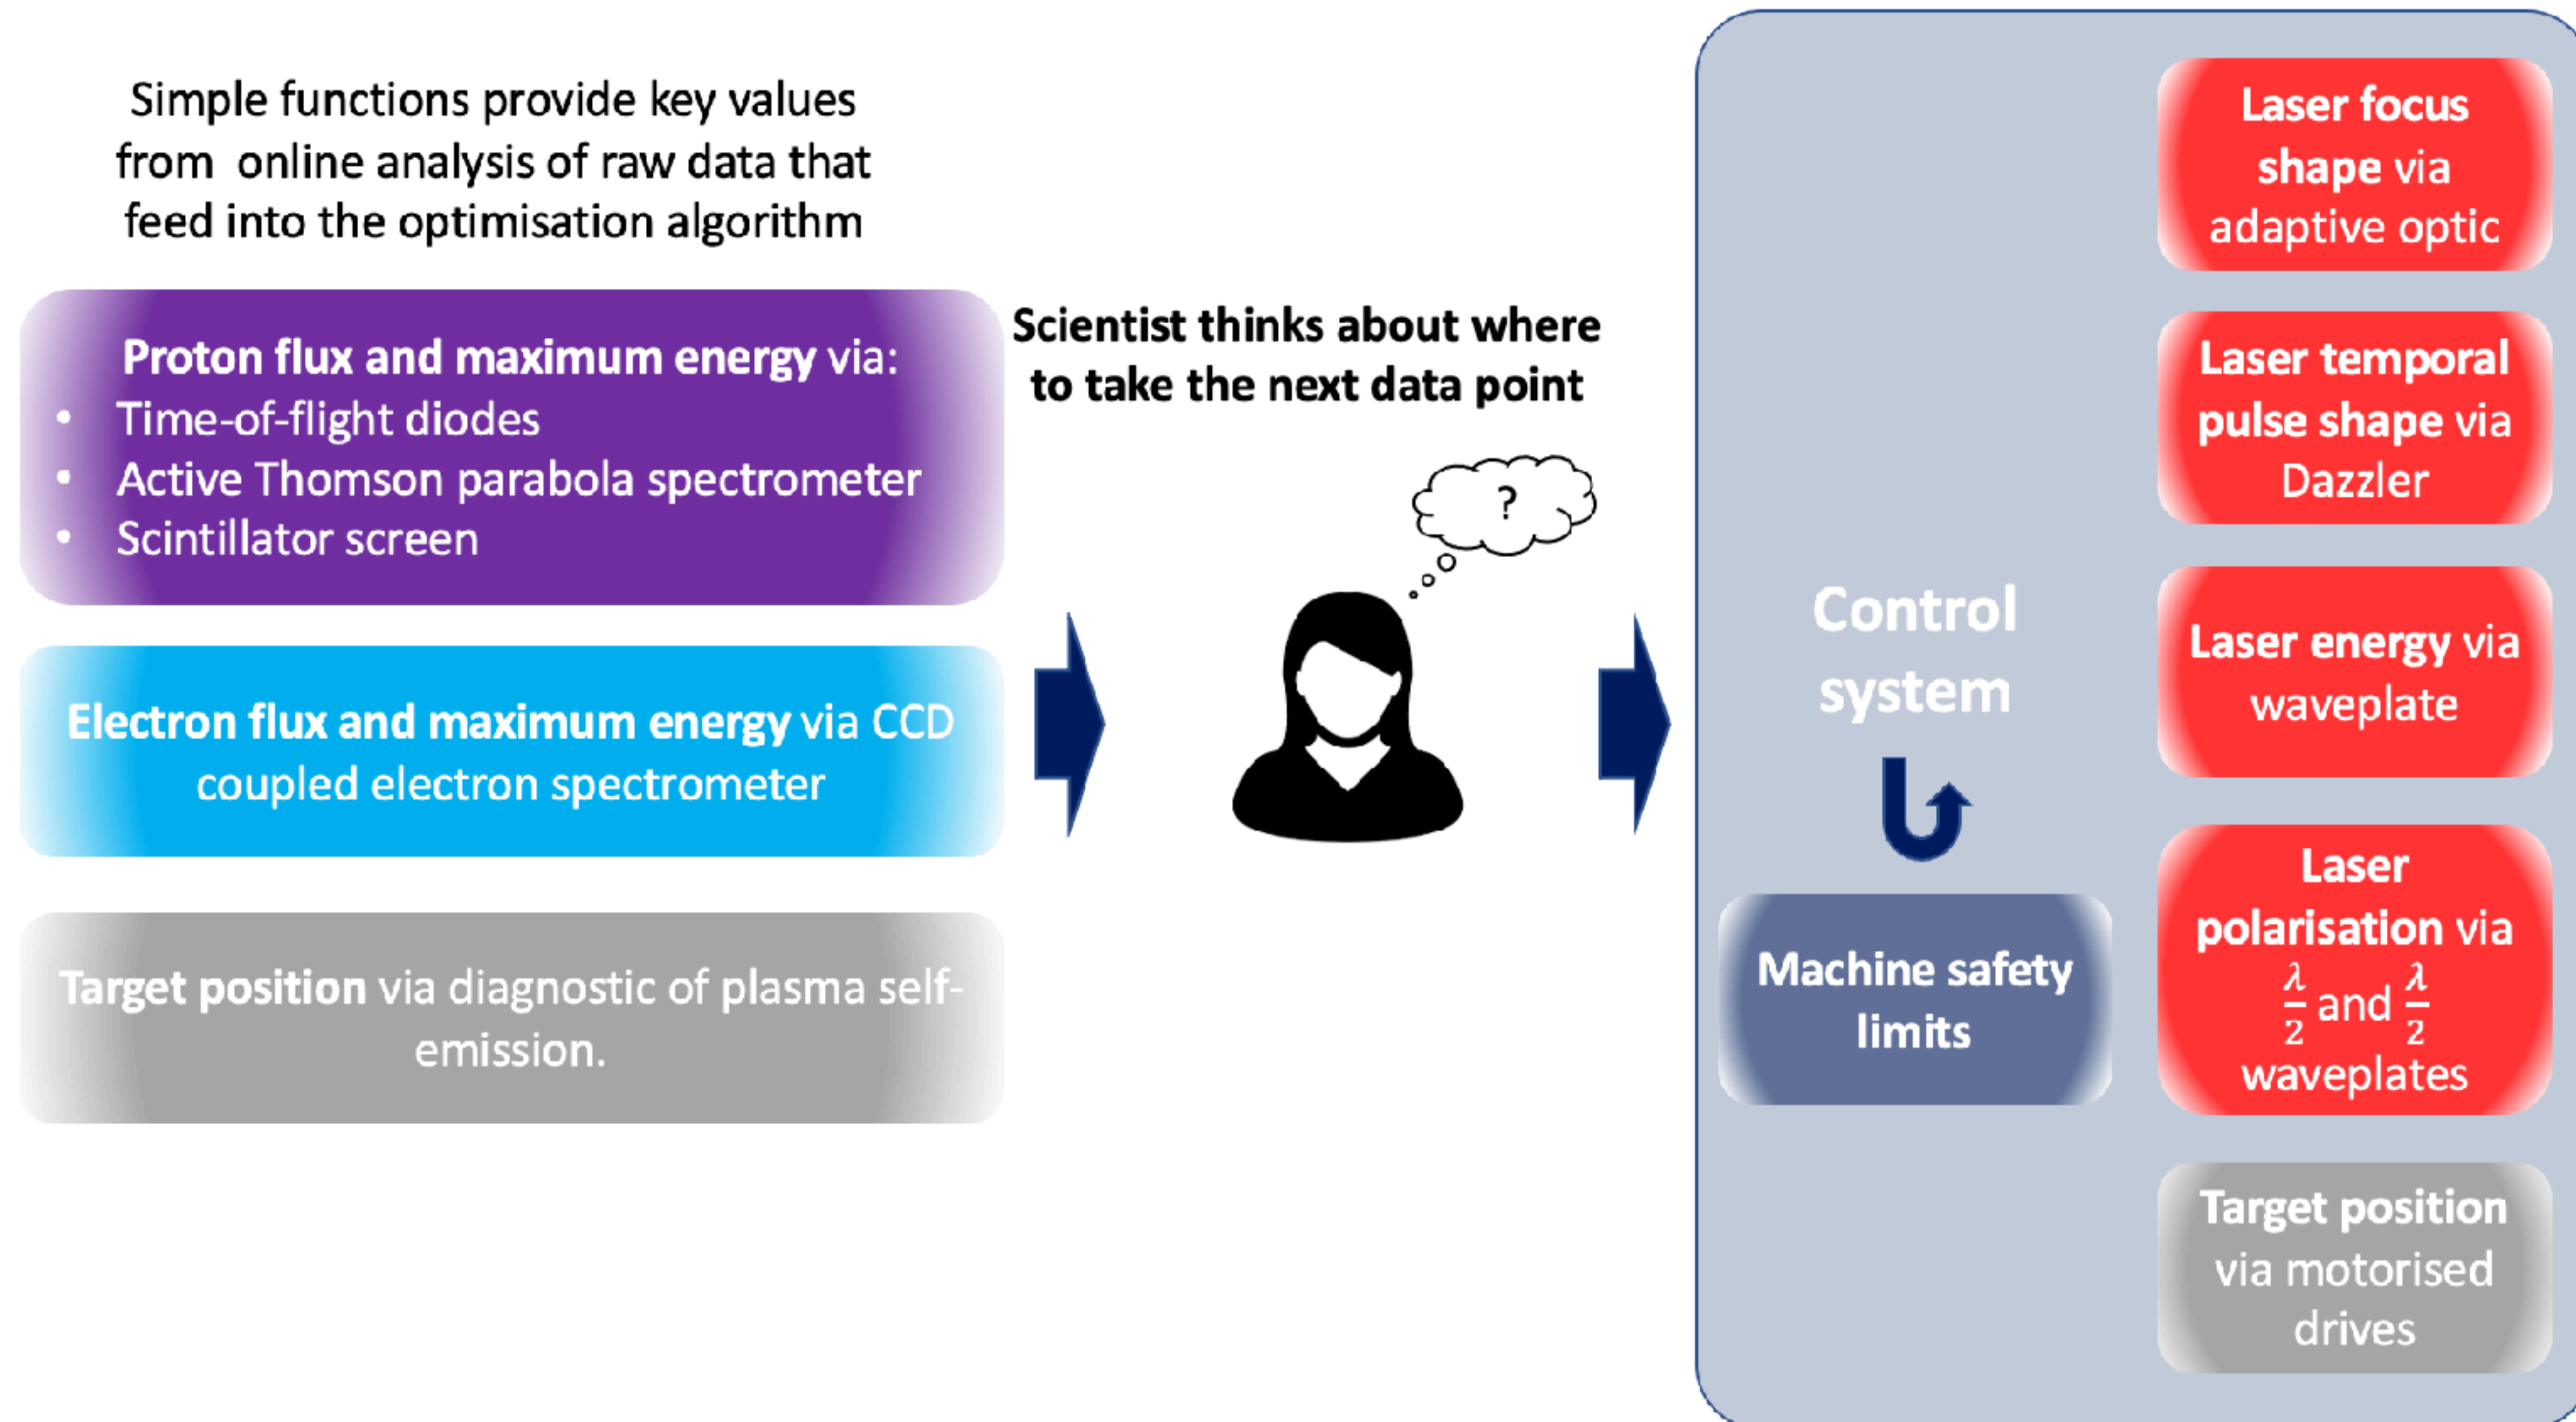 Simple functions provide key values
from online analysis of raw data that
feed into the optimisation algorithm
Proton flux and maximum energy via:
• Time-of-flight diodes
• Active Thomson parabola spectrometer
• Scintillator screen
Electron flux and maximum energy via CCD
coupled electron spectrometer
Target position via diagnostic of plasma self-
emission.
Scientist thinks about where
to take the next data point
?
Control
system
Machine safety
limits
Laser focus
shape via
adaptive optic
Laser temporal
pulse shape via
Dazzler
Laser energy via
waveplate
Laser
polarisation via
λ/2 and λ/2
waveplates
Target position
via motorised
drives